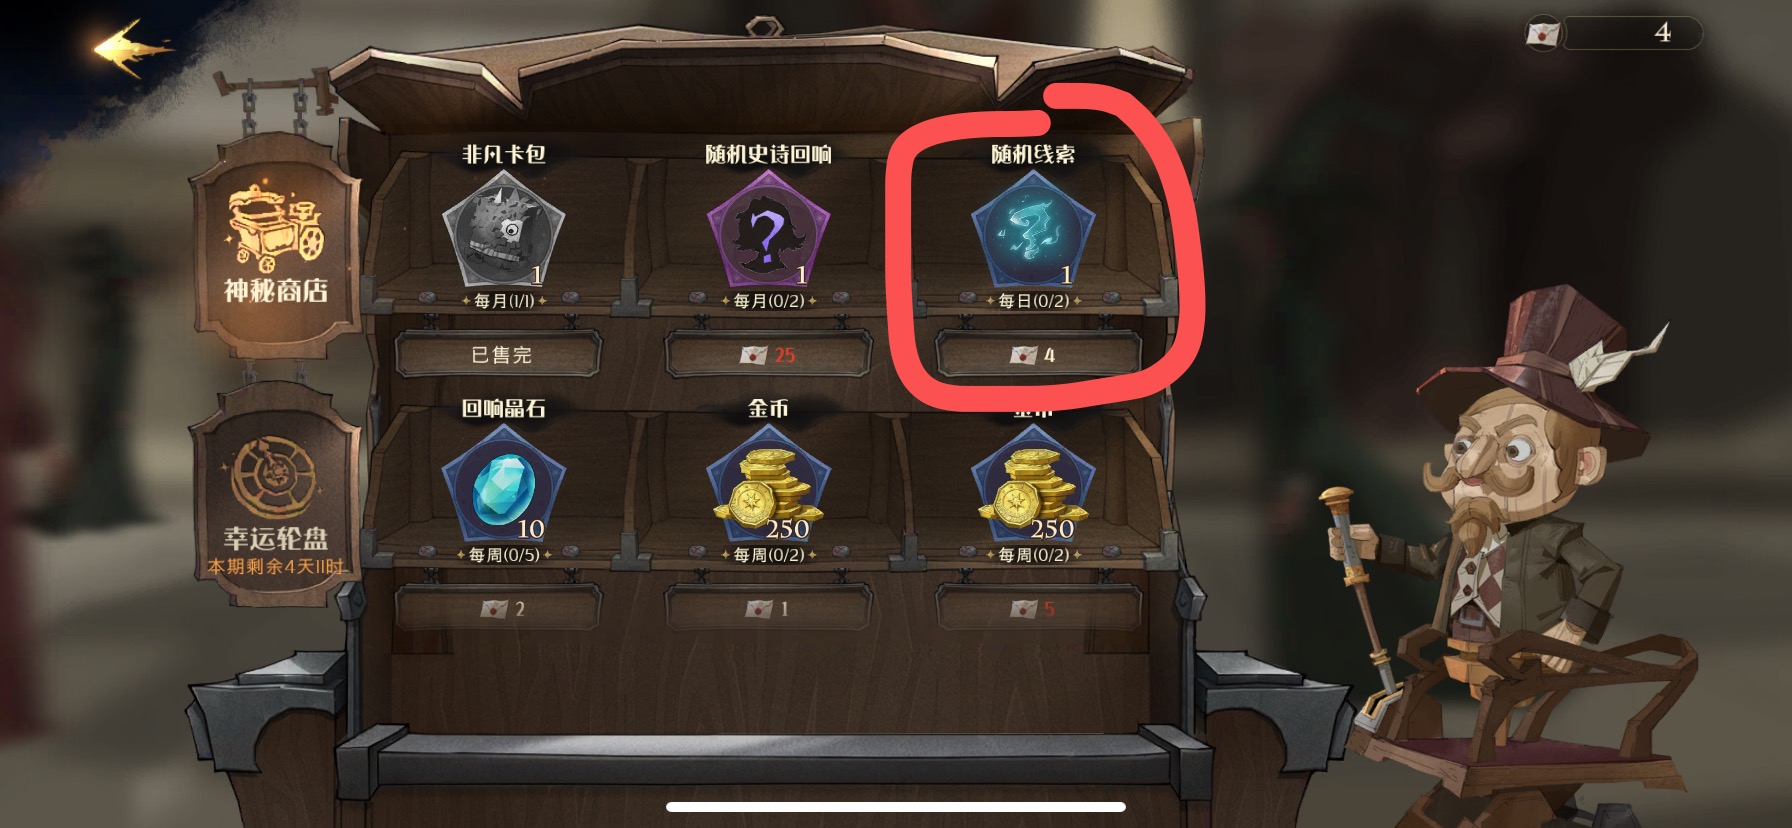 4
非凡卡包
随机史诗回响
随机线索
1
1
1
每月(1/1)
每月(0/2)
每日(0/2)
已售完
25
4
神秘商店
回响晶石
金币
金币
10
250
250
每周(0/5)
每周(0/2)
每周(0/2)
2
1
5
幸运轮盘
本期剩余4天11时